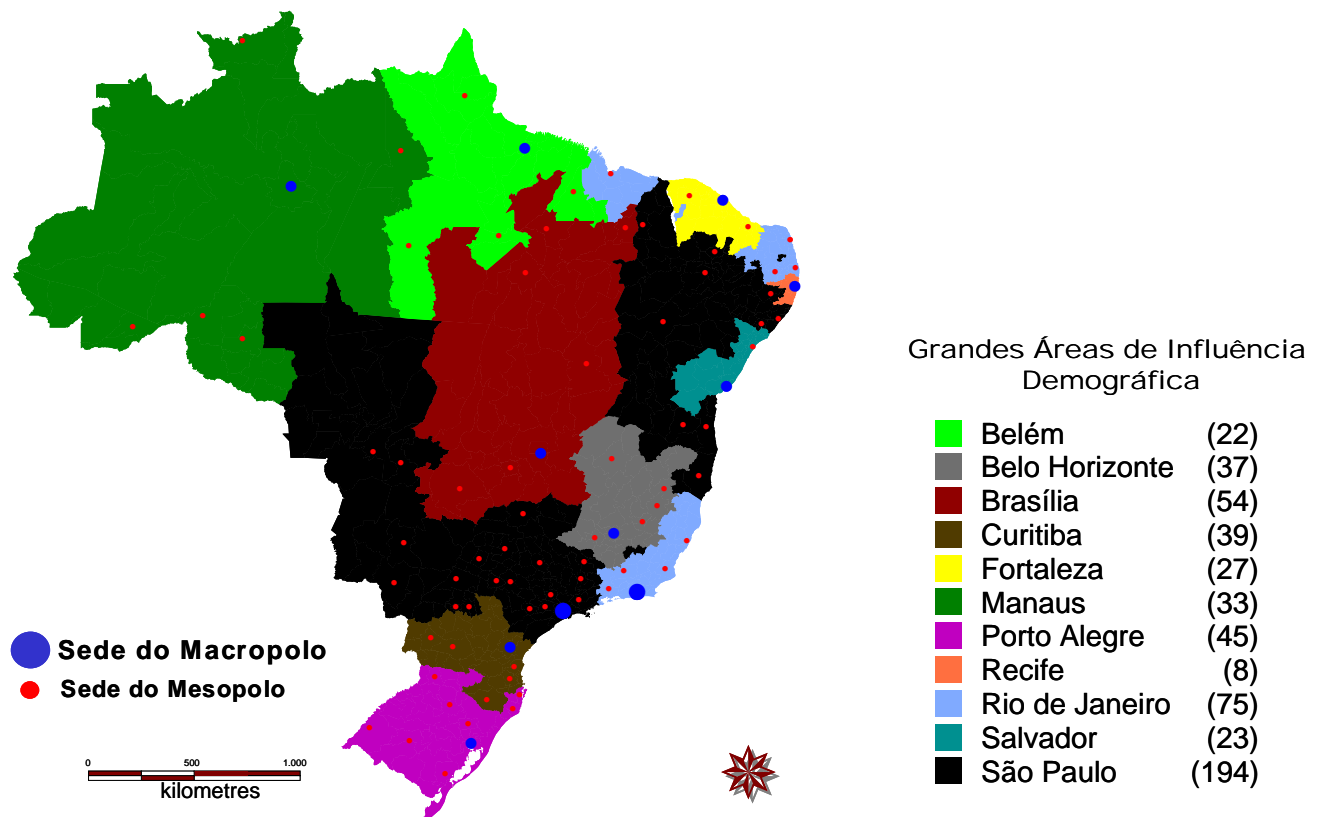 Grandes Áreas de Influência
Demográfica
Belém (22)
Belo Horizonte (37)
Brasília (54)
Curitiba (39)
Fortaleza (27)
Manaus (33)
Porto Alegre (45)
Recife (8)
Rio de Janeiro (75)
Salvador (23)
São Paulo (194)
Sede do Macropolo
Sede do Mesopolo
0 500 1.000
kilometres